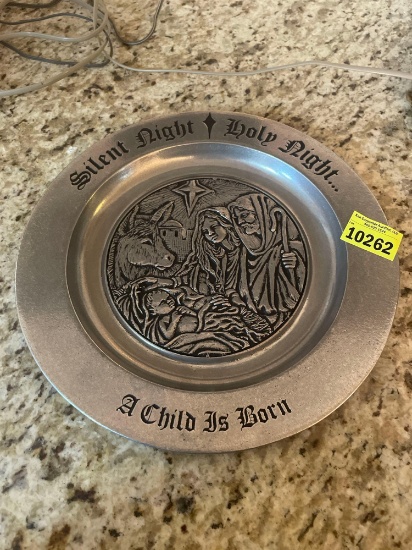 Silent Night ♦ Holy Night...
10262
A Child Is Born